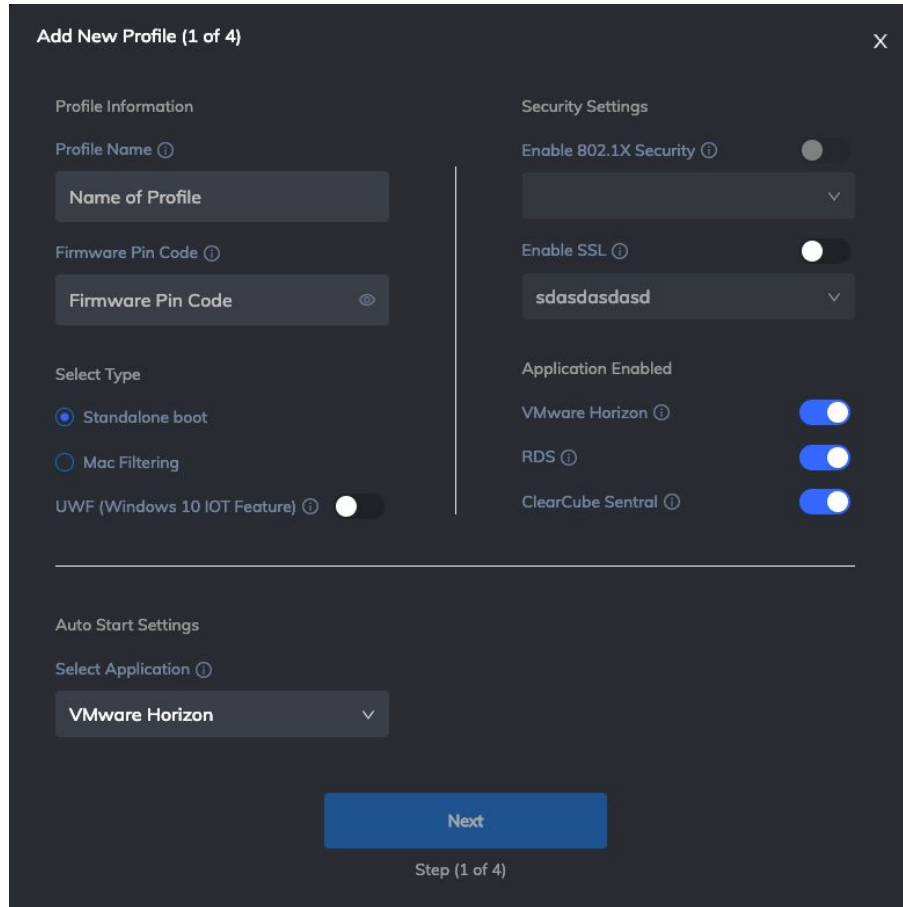 Add New Profile (1 of 4)
X
Profile Information
Profile Name
Name of Profile
Firmware Pin Code
Firmware Pin Code
Select Type
Standalone boot
Mac Filtering
UWF (Windows 10 IOT Feature)
Security Settings
Enable 802.1X Security
Enable SSL
sdasdasdasd
Application Enabled
VMware Horizon
RDS
ClearCube Sentral
Auto Start Settings
Select Application
VMware Horizon
Next
Step (1 of 4)